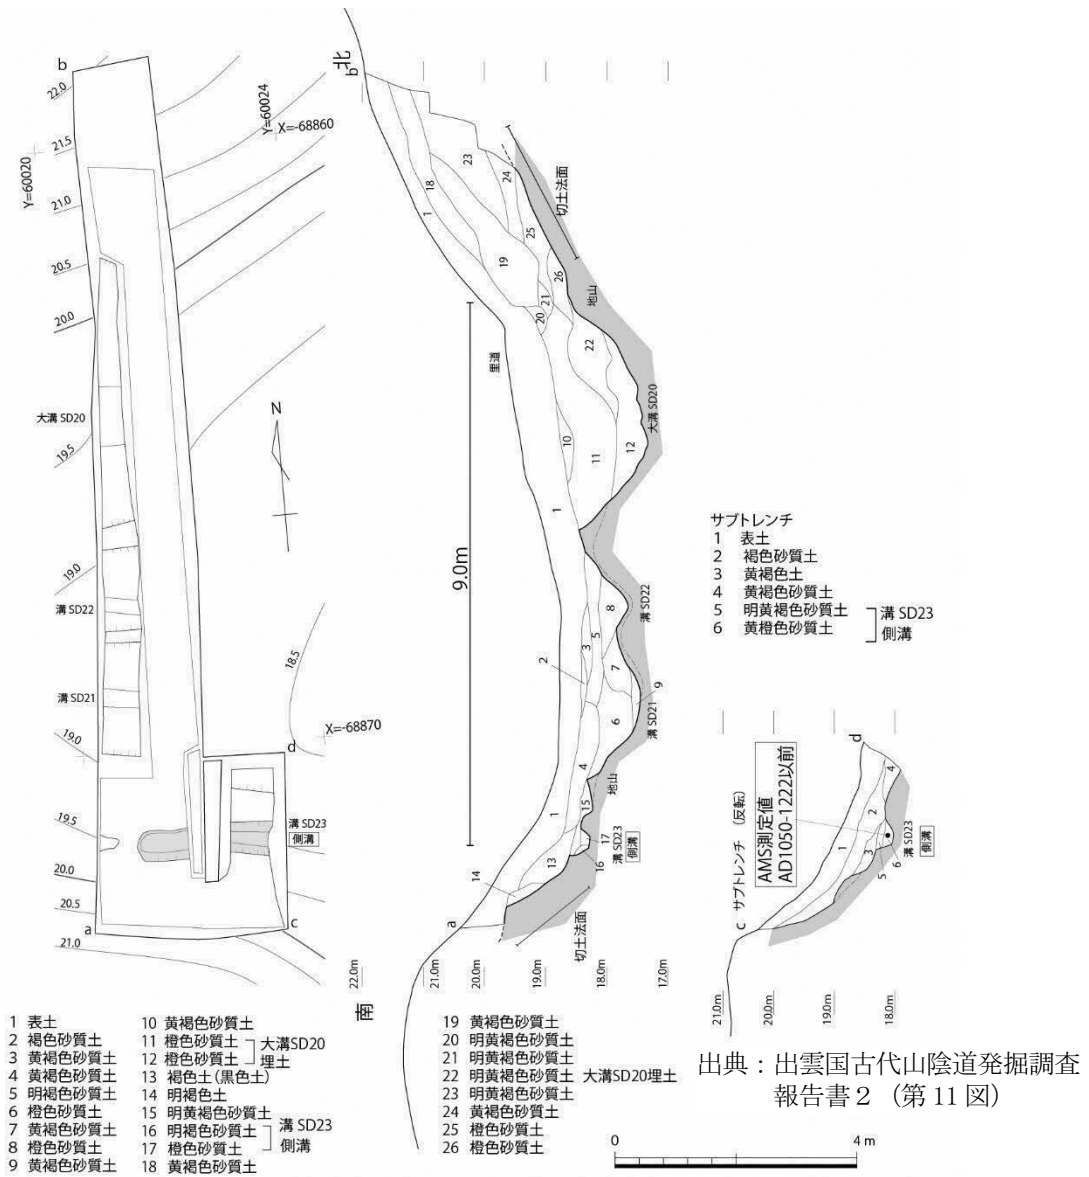 b
22.0
21.5
Y=60020
21.0
20.5
20.0
大溝 SD20
19.5
19.0
溝 SD22
溝 SD21
19.0
19.5
20.0
20.5
a
21.0
Y=60024
X=-68860
N
18.5
X=-68870
d
溝 SD23
側溝
c
北
b
23
18
24
切土法面
1
25
19
26
21
地山
20
22
里道
大溝 SD20
10
12
11
1
9.0m
溝 SD22
8
5
3
2
7
9
溝 SD21
6
4
地山
15
1
17
溝 SD23
側溝
13
16
14
a
切土法面
22.0m
21.0m
20.0m
19.0m
18.0m
17.0m
南
サブトレンチ
1 表土
2 褐色砂質土
3 黄褐色土
4 黄褐色砂質土
5 明黄褐色砂質土
6 黄橙色砂質土
溝 SD23
側溝
d
4
AMS測定値
AD1050-1222以前
2
1
3
溝 SD23
側溝
5
6
c サブトレンチ (反転)
21.0m
20.0m
19.0m
18.0m
1 表土
2 褐色砂質土
3 黄褐色砂質土
4 黄褐色砂質土
5 明褐色砂質土
6 橙色砂質土
7 黄褐色砂質土
8 橙色砂質土
9 黄褐色砂質土
10 黄褐色砂質土
11 橙色砂質土
12 橙色砂質土
大溝SD20
埋土
13 褐色土(黒色土)
14 明褐色土
15 明黄褐色砂質土
16 明褐色砂質土
17 橙色砂質土
溝 SD23
側溝
18 黄褐色砂質土
19 黄褐色砂質土
20 明黄褐色砂質土
21 明黄褐色砂質土
22 明黄褐色砂質土 大溝SD20埋土
23 明黄褐色砂質土
24 黄褐色砂質土
25 橙色砂質土
26 橙色砂質土
出典：出雲国古代山陰道発掘調査
報告書２（第11図）
0
4 m